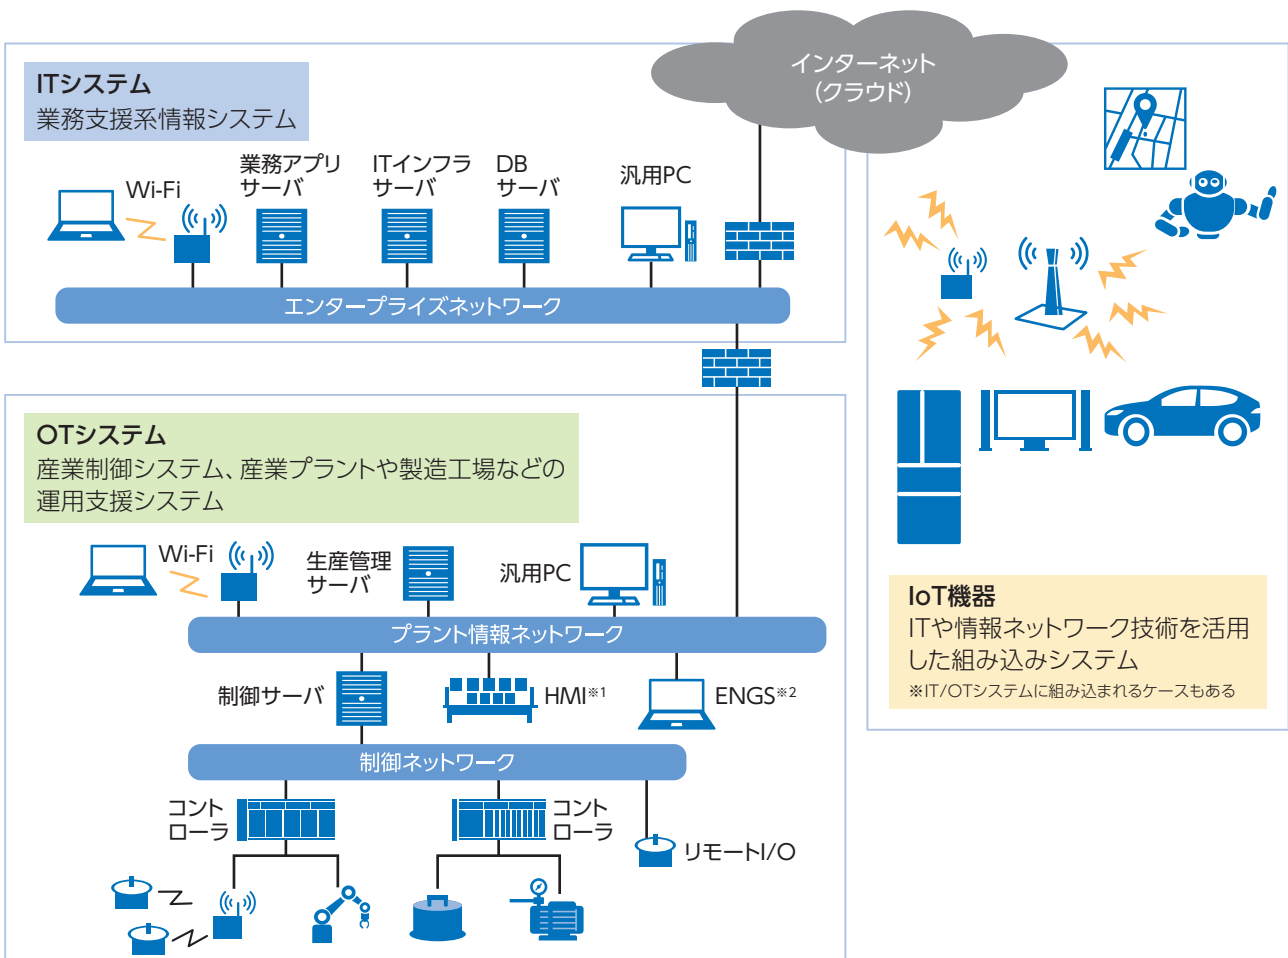 インターネット
(クラウド)
ITシステム
業務支援系情報システム
Wi-Fi
業務アプリ
サーバ
ITインフラ
サーバ
DB
サーバ
汎用PC
エンタープライズネットワーク
OTシステム
産業制御システム、産業プラントや製造工場などの
運用支援システム
Wi-Fi
生産管理
サーバ
汎用PC
プラント情報ネットワーク
制御サーバ
HMI※1
ENGS※2
制御ネットワーク
コント
ローラ
コント
ローラ
リモートI/O
IoT機器
ITや情報ネットワーク技術を活用
した組み込みシステム
※IT/OTシステムに組み込まれるケースもある